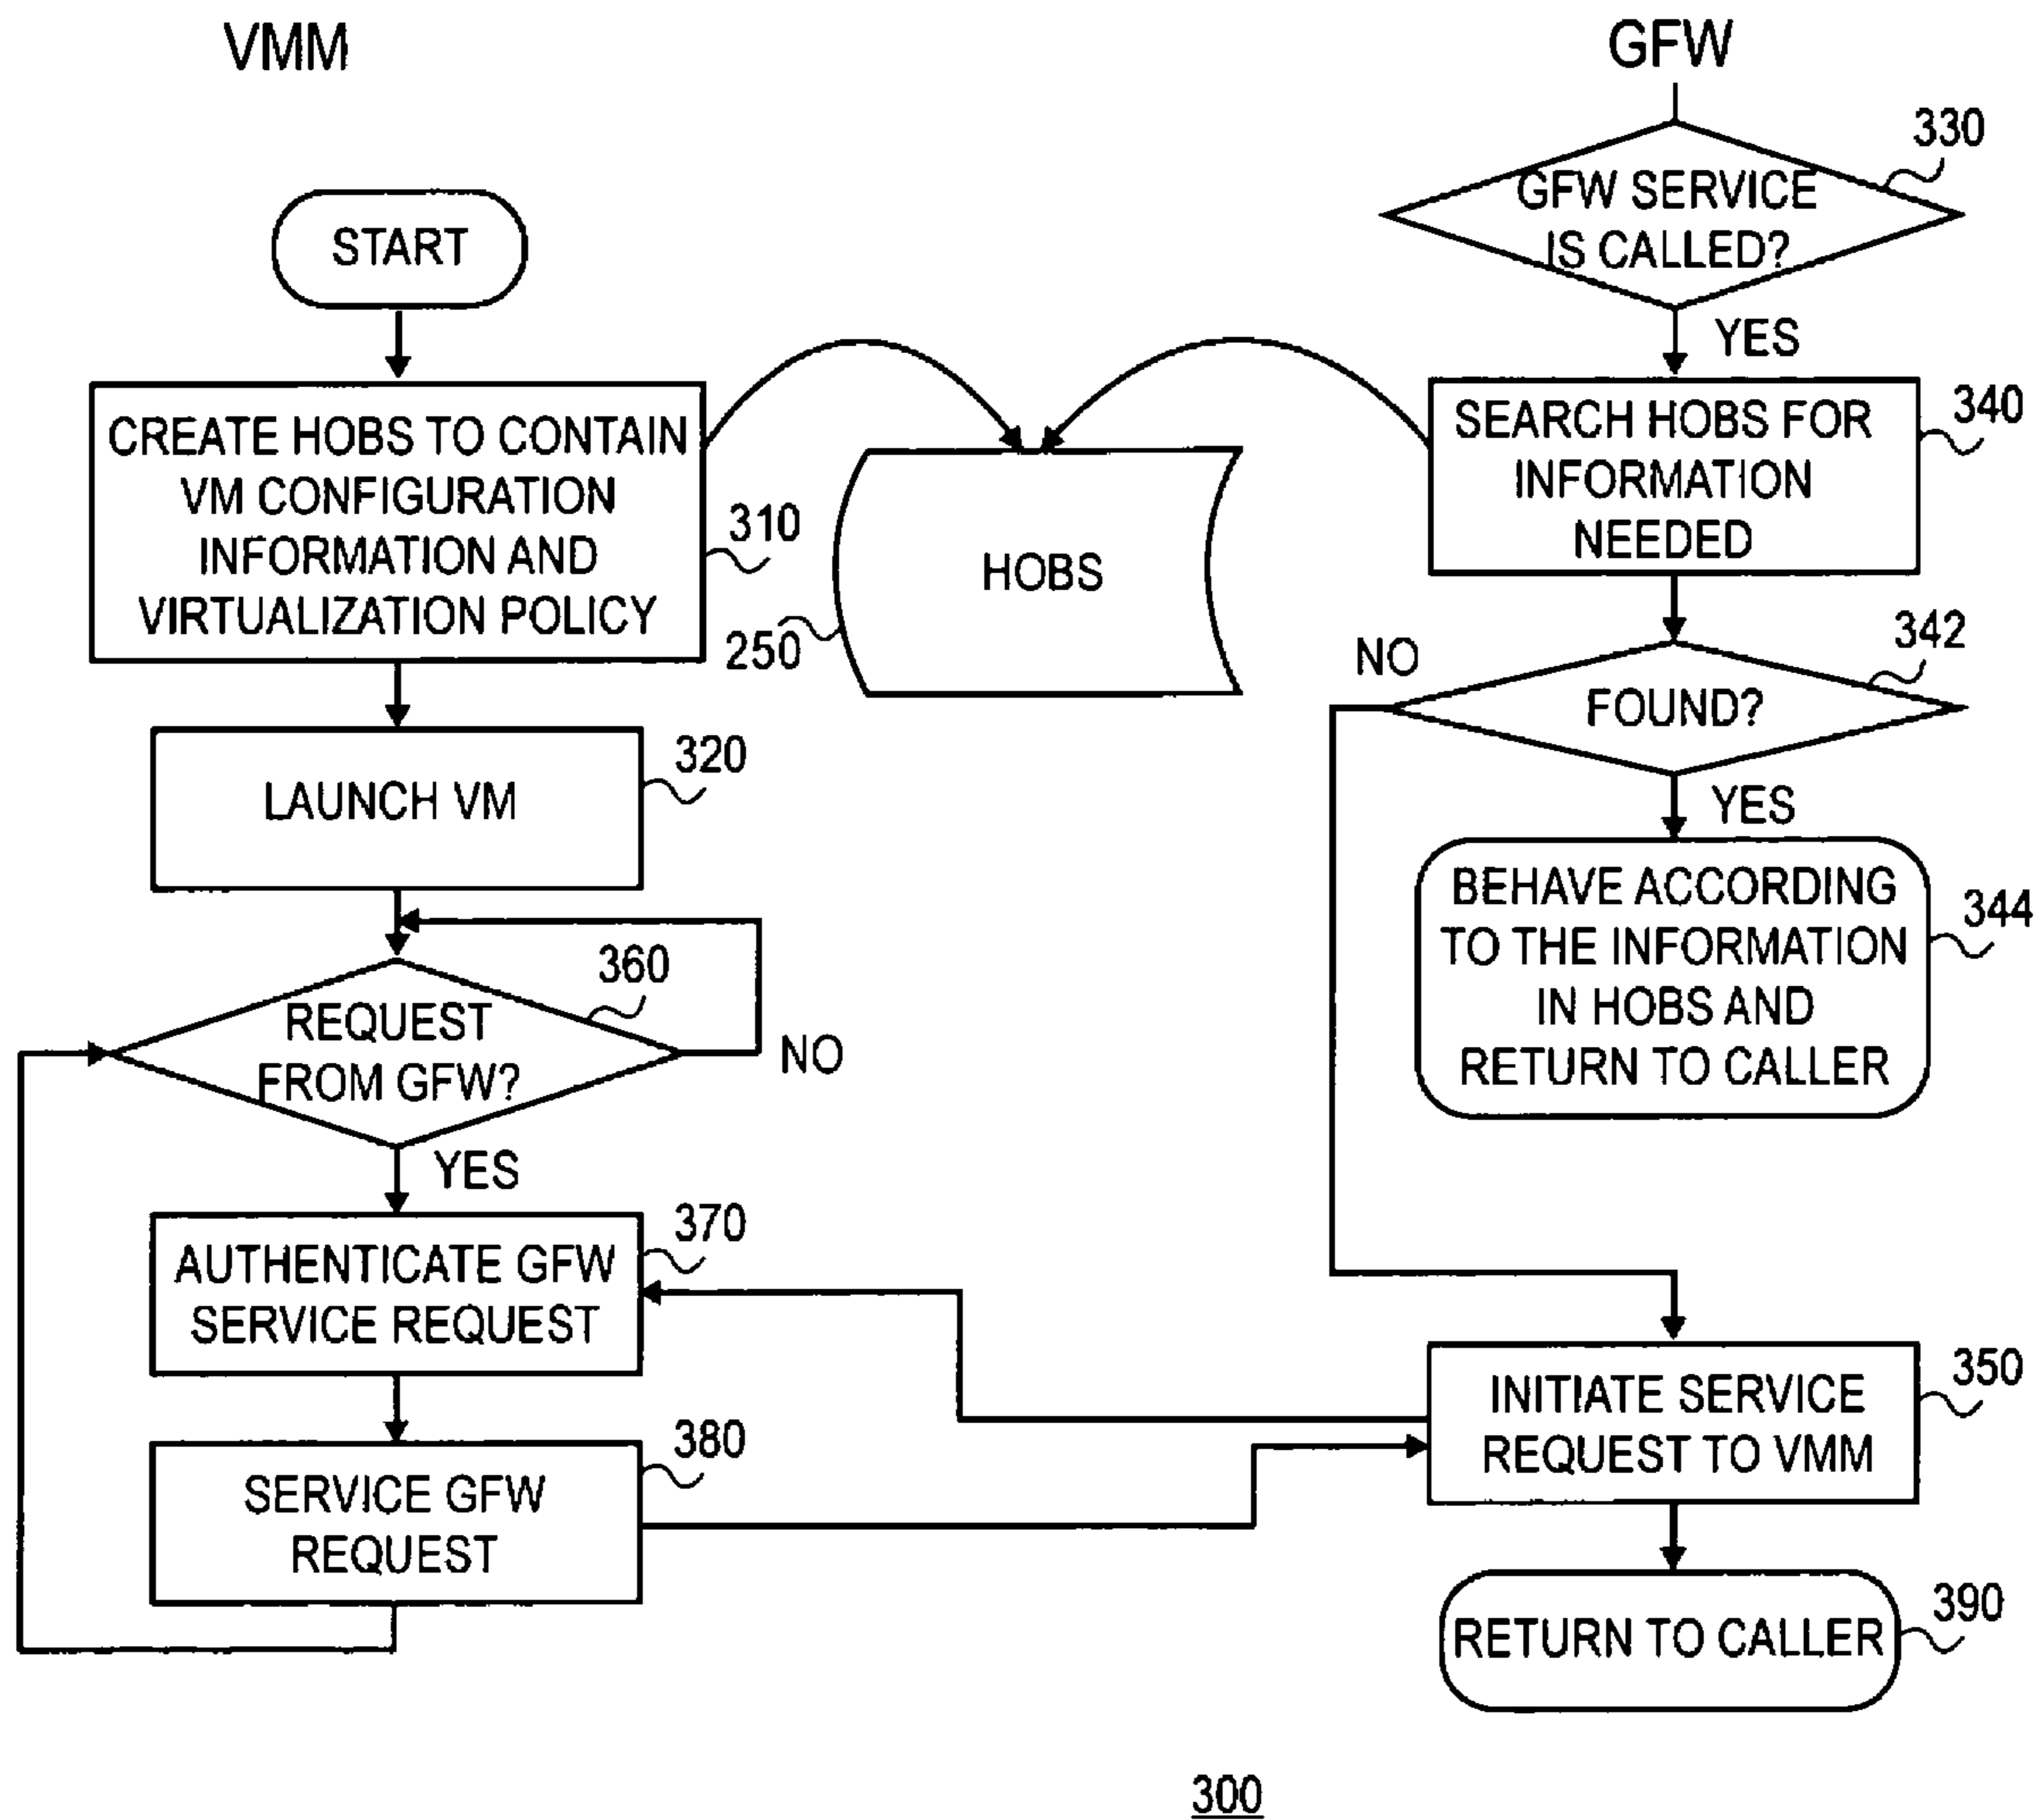 VMM
GFW
START
CREATE HOBS TO CONTAIN
VM CONFIGURATION
INFORMATION AND
VIRTUALIZATION POLICY
310
LAUNCH VM
320
REQUEST
FROM GFW?
360
NO
YES
AUTHENTICATE GFW
SERVICE REQUEST
370
SERVICE GFW
REQUEST
380
HOBS
250
GFW SERVICE
IS CALLED?
330
YES
SEARCH HOBS FOR
INFORMATION
NEEDED
340
FOUND?
342
NO
YES
BEHAVE ACCORDING
TO THE INFORMATION
IN HOBS AND
RETURN TO CALLER
344
INITIATE SERVICE
REQUEST TO VMM
350
RETURN TO CALLER
390
300